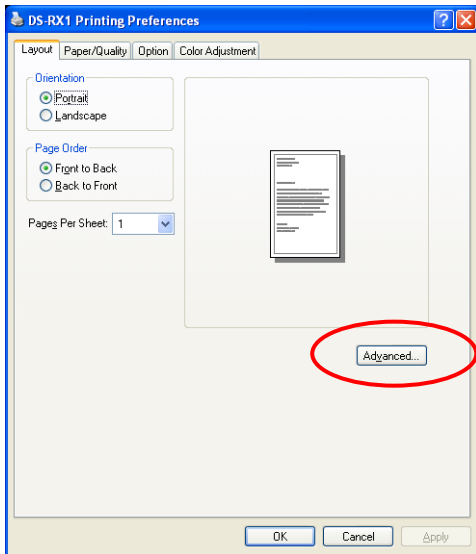 DS-RX1 Printing Preferences
Layout Paper/Quality Option Color Adjustment
Orientation
Portrait
Landscape
Page Order
Front to Back
Back to Front
Pages Per Sheet: 1
Advanced...
OK Cancel Apply